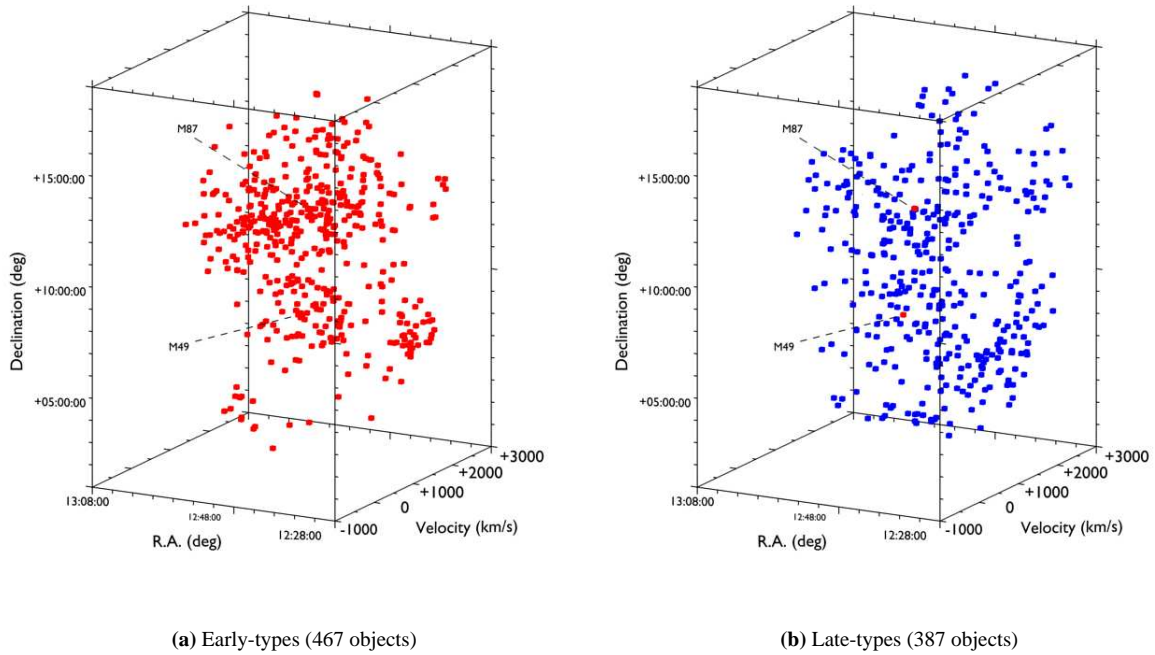 M87
M49
+15:00:00
+10:00:00
+05:00:00
Declination (deg)
13:08:00
12:48:00
12:28:00
R.A. (deg)
-1000
0
+1000
+2000
+3000
Velocity (km/s)
(a) Early-types (467 objects)
M87
M49
+15:00:00
+10:00:00
+05:00:00
Declination (deg)
13:08:00
12:48:00
12:28:00
R.A. (deg)
-1000
0
+1000
+2000
+3000
Velocity (km/s)
(b) Late-types (387 objects)